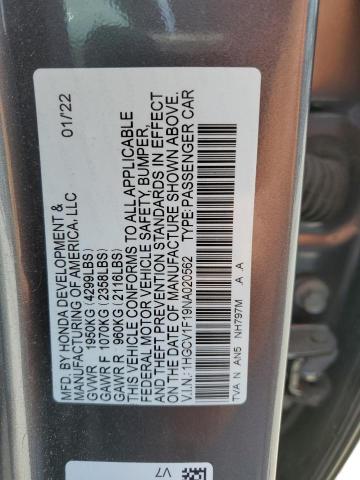 MFD. BY HONDA DEVELOPMENT & 01/22
MANUFACTURING OF AMERICA, LLC
GVWR 1950KG (4299LBS)
GAWR F 1070KG (2358LBS)
GAWR R 960KG (2116LBS)
THIS VEHICLE CONFORMS TO ALL APPLICABLE
FEDERAL MOTOR VEHICLE SAFETY, BUMPER,
AND THEFT PREVENTION STANDARDS IN EFFECT
ON THE DATE OF MANUFACTURE SHOWN ABOVE.
V.I.N.:1HGCV1F19NA020562 TYPE:PASSENGER CAR
TVA N AN5 NH797M .A .A
V7